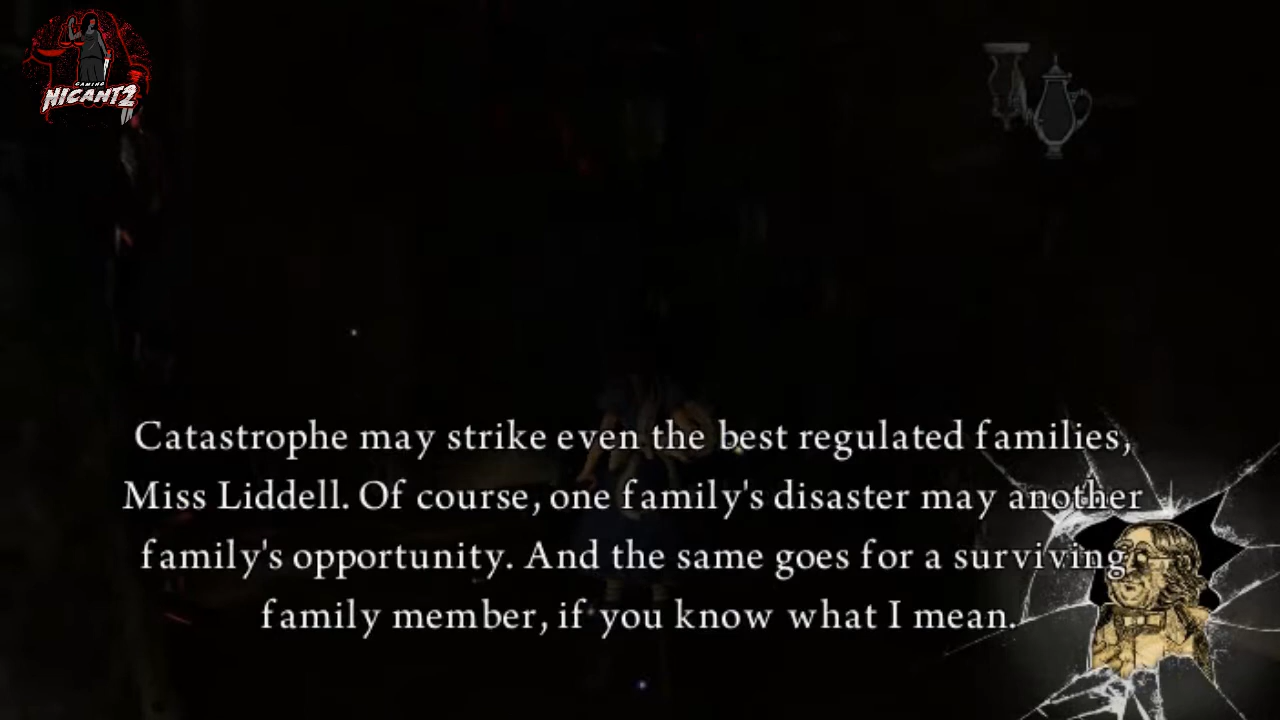 GAMING
NICANT2
Catastrophe may strike even the best regulated families,
Miss Liddell. Of course, one family's disaster may another
family's opportunity. And the same goes for a surviving
family member, if you know what I mean.